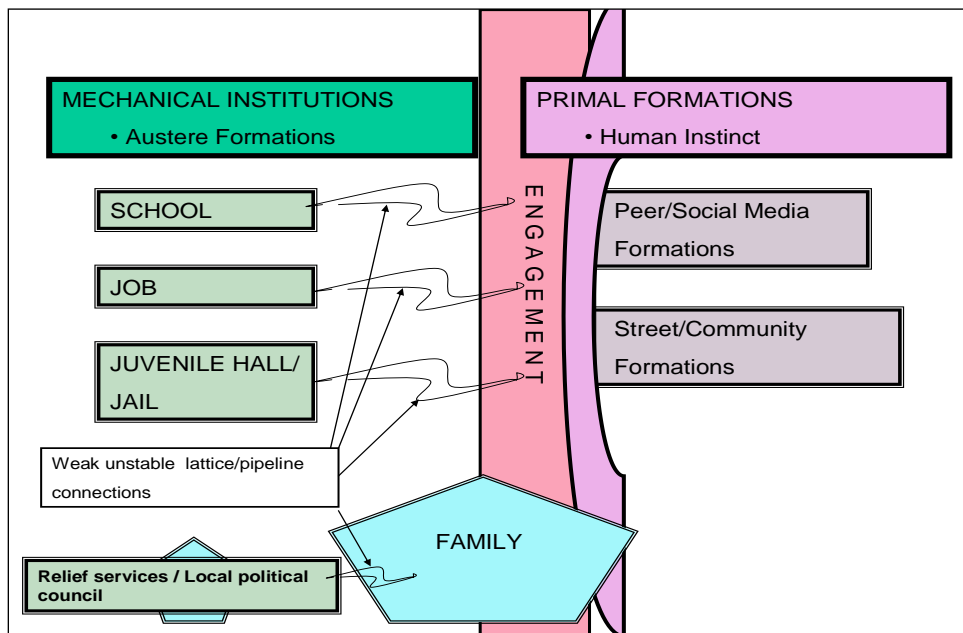 MECHANICAL INSTITUTIONS
• Austere Formations
PRIMAL FORMATIONS
• Human Instinct
SCHOOL
JOB
JUVENILE HALL/
JAIL
ENGAGEMENT
Peer/Social Media
Formations
Street/Community
Formations
Weak unstable lattice/pipeline
connections
FAMILY
Relief services / Local political
council